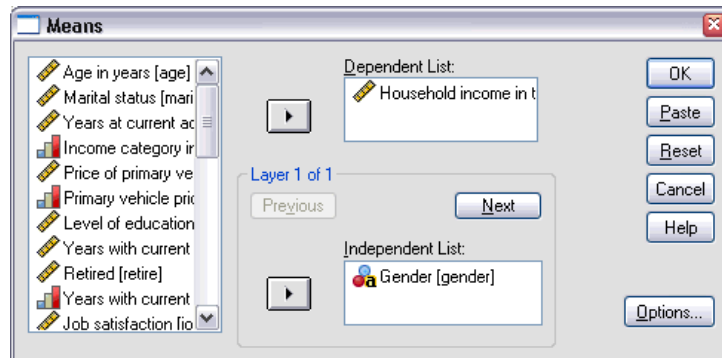 Means
Age in years [age]
Marital status [mari
Years at current ad
Income category in
Price of primary ve
Primary vehicle pric
Level of education
Years with current
Retired [retire]
Years with current
Job satisfaction [jo
Dependent List:
Household income in t
Layer 1 of 1
Previous
Next
Independent List:
a Gender [gender]
OK
Paste
Reset
Cancel
Help
Options...